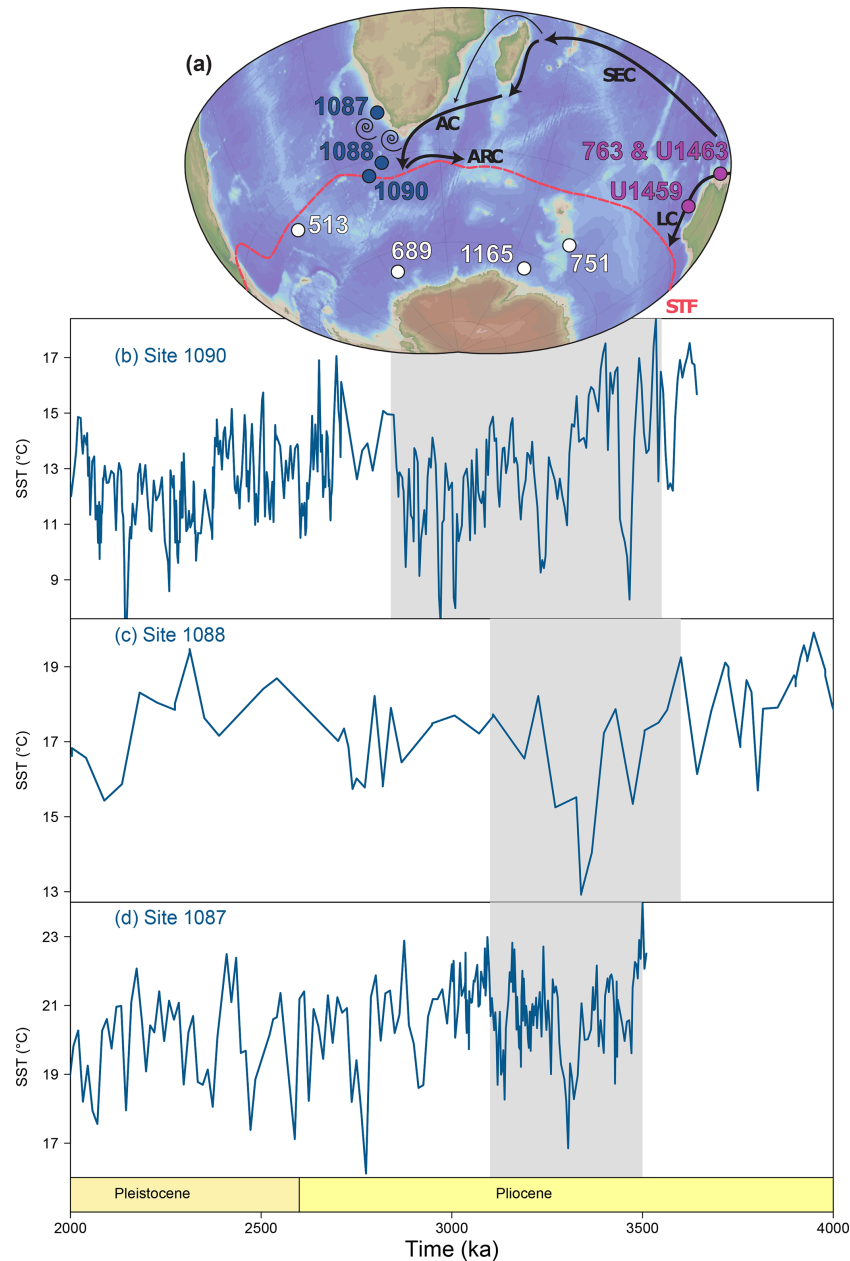 (a)
SEC
1087
AC
763 & U1463
1088
ARC
U1459
1090
LC
513
689
1165
751
STF
(b) Site 1090
17
15
13
11
9
SST (°C)
(c) Site 1088
19
17
15
13
SST (°C)
(d) Site 1087
23
21
19
17
SST (°C)
Pleistocene
Pliocene
2000
2500
3000
3500
4000
Time (ka)